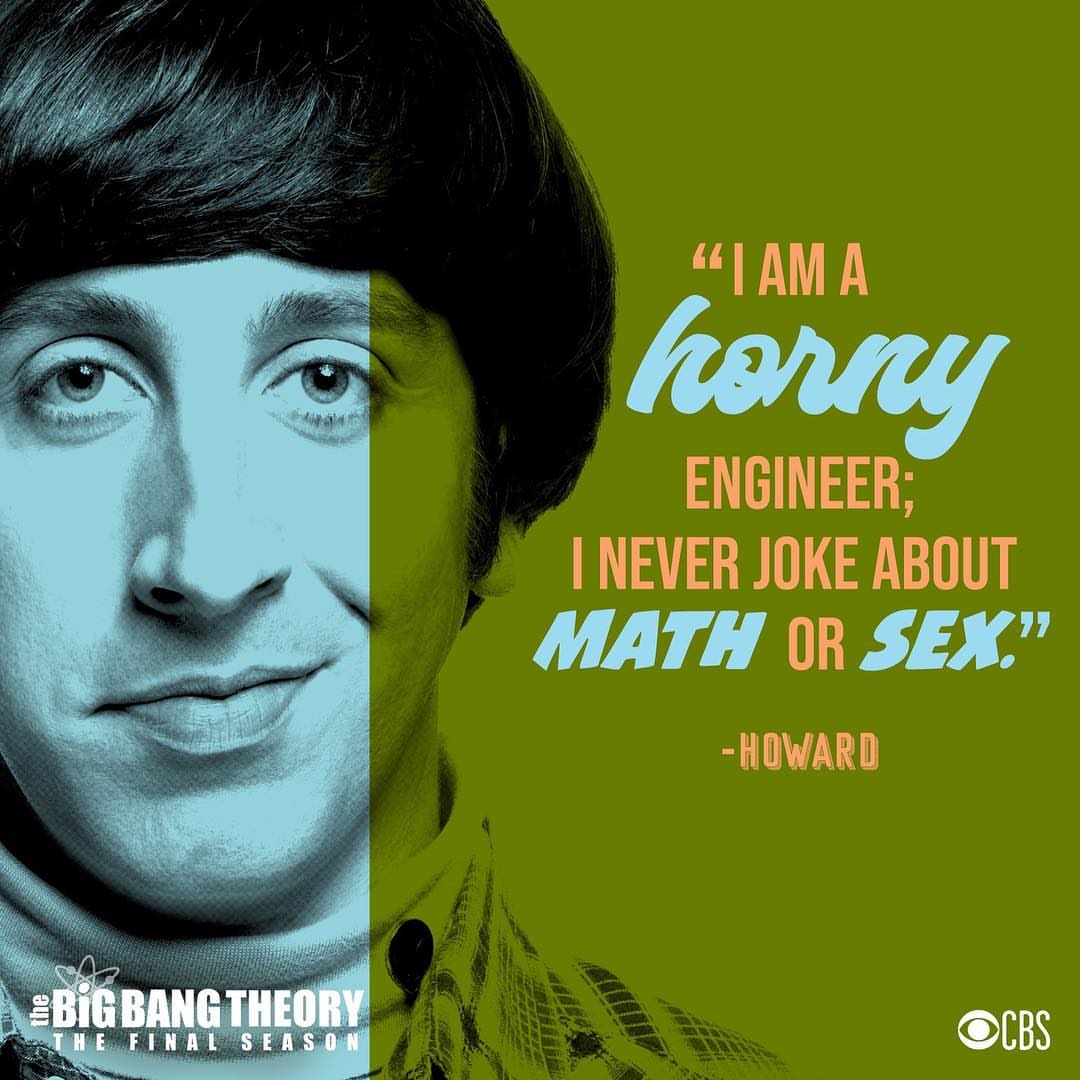 “I AM A
horny
ENGINEER;
I NEVER JOKE ABOUT
MATH OR SEX.”
-HOWARD
the BiG BANG THEORY
THE FINAL SEASON
CBS